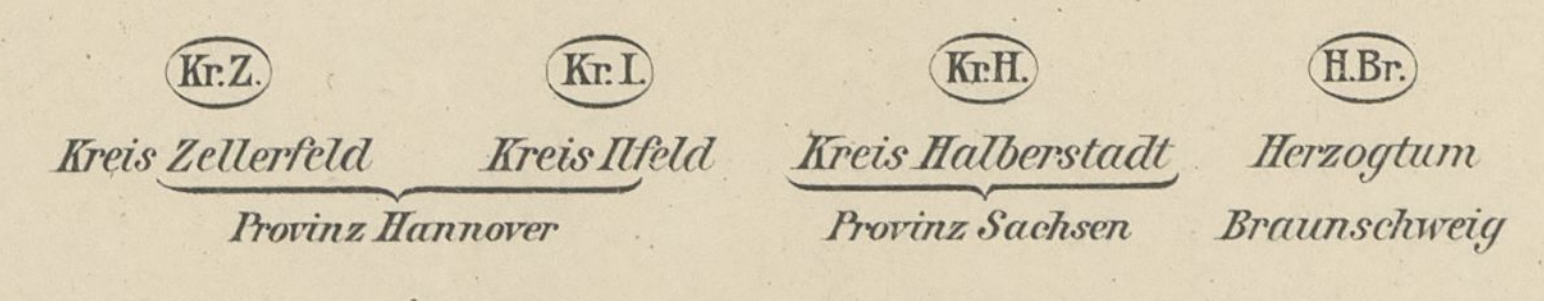 Kr.Z. Kr.I. Kr.H. H.Br.
Kreis Zellerfeld Kreis Ilfeld Kreis Halberstadt Herzogtum
Provinz Hannover Provinz Sachsen Braunschweig